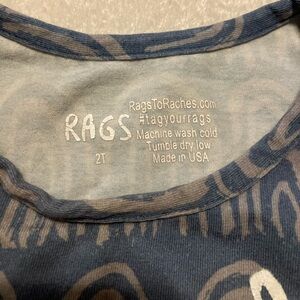 RAGS
2T
RagsToRaches.com
#tagyourrags
Machine wash cold
Tumble dry low
Made in USA